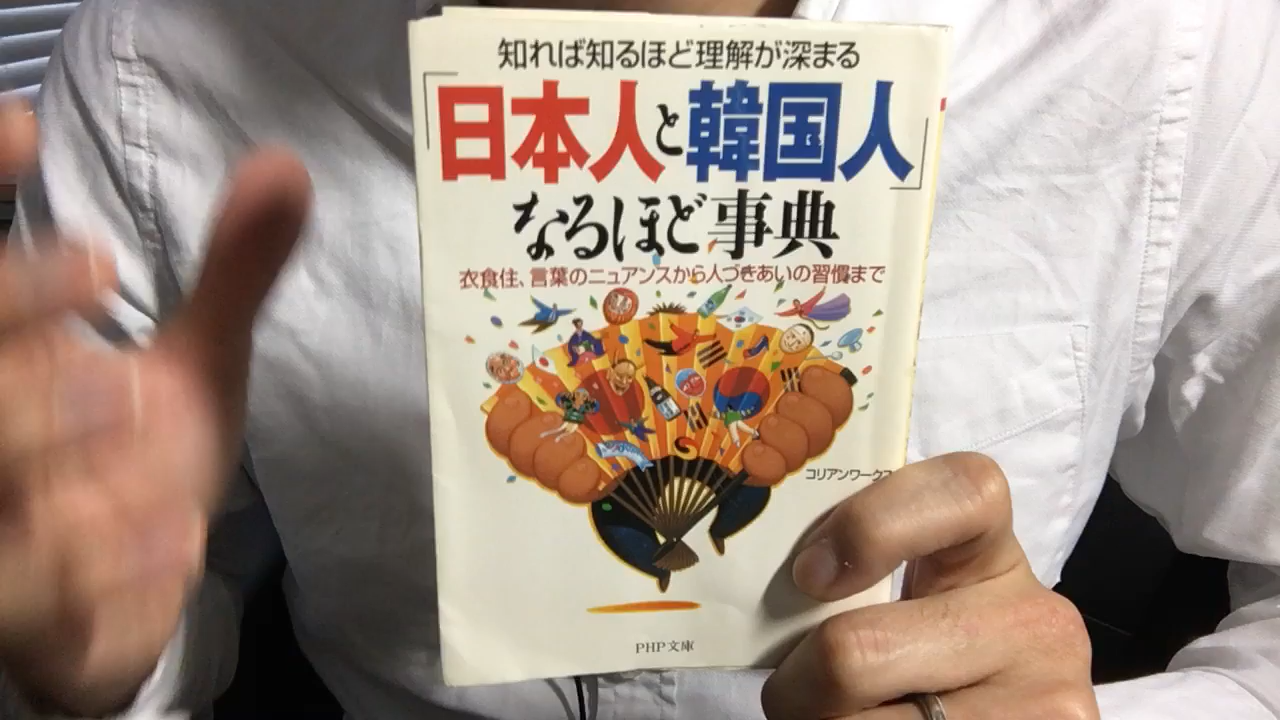 知れば知るほど理解が深まる
「日本人と韓国人」
なるほど事典
衣食住、言葉のニュアンスから人づきあいの習慣まで
コリアンワークス
PHP文庫